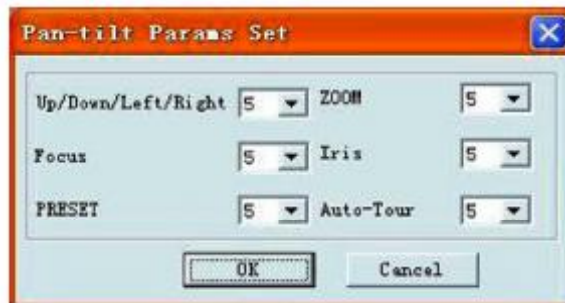 Pan-tilt Params Set
Up/Down/Left/Right 5 ZOOM 5
Focus 5 Iris 5
PRESET 5 Auto-Tour 5
OK Cancel